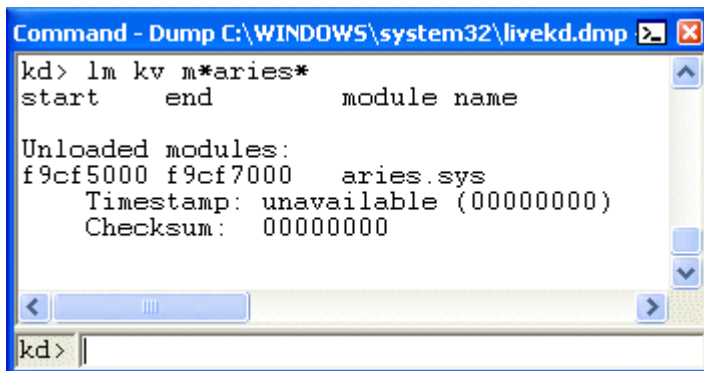 Command - Dump C:\WINDOWS\system32\livekd.dmp -
kd> lm kv m*aries*
start end module name
Unloaded modules:
f9cf5000 f9cf7000 aries.sys
Timestamp: unavailable (00000000)
Checksum: 00000000
kd>